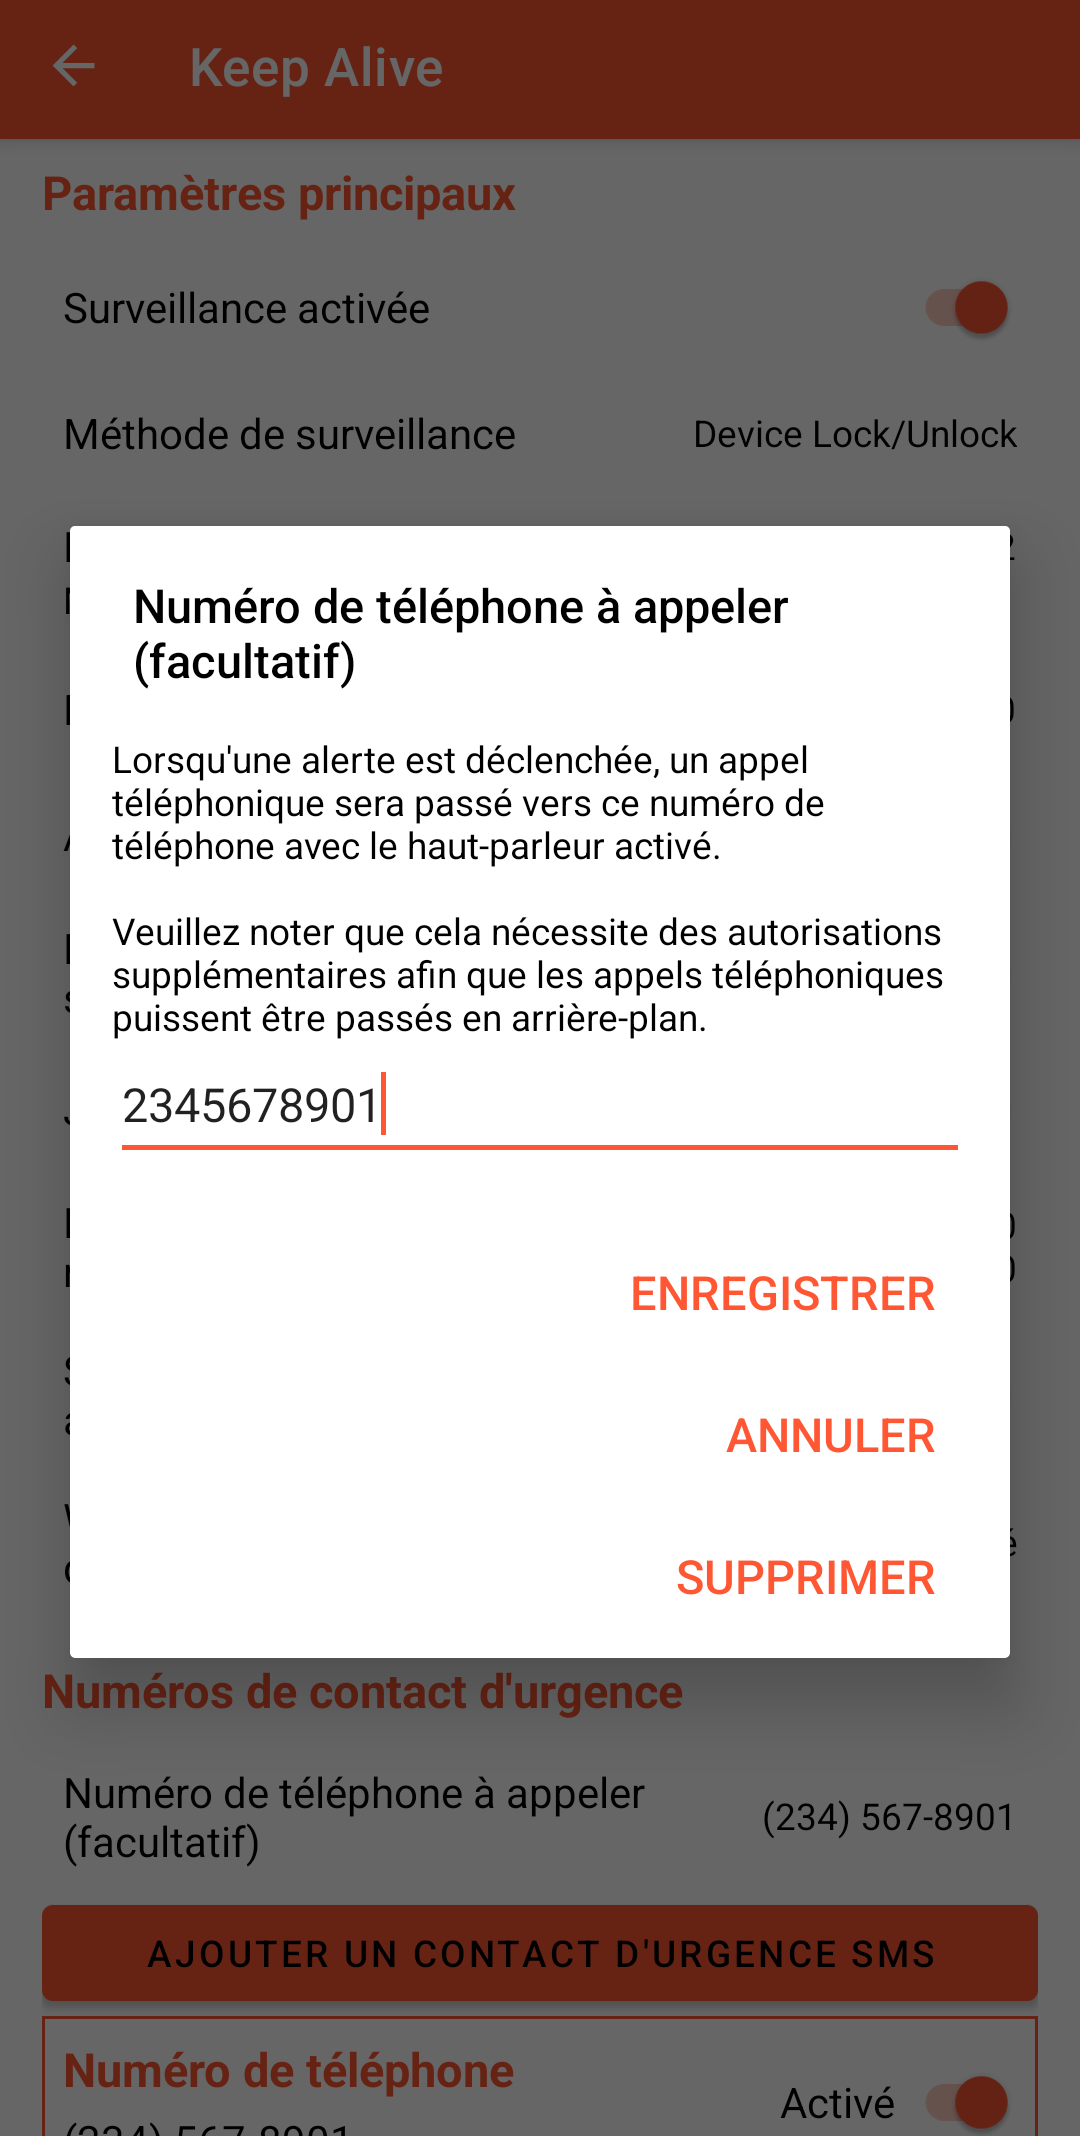 Keep Alive
Paramètres principaux
Surveillance activée
Méthode de surveillance
Device Lock/Unlock
Numéro de téléphone à appeler
(facultatif)
Lorsqu'une alerte est déclenchée, un appel
téléphonique sera passé vers ce numéro de
téléphone avec le haut-parleur activé.
Veuillez noter que cela nécessite des autorisations
supplémentaires afin que les appels téléphoniques
puissent être passés en arrière-plan.
2345678901
ENREGISTRER
ANNULER
SUPPRIMER
Numéros de contact d'urgence
Numéro de téléphone à appeler
(facultatif)
(234) 567-8901
AJOUTER UN CONTACT D'URGENCE SMS
Numéro de téléphone
Activé
(234) 567-8901